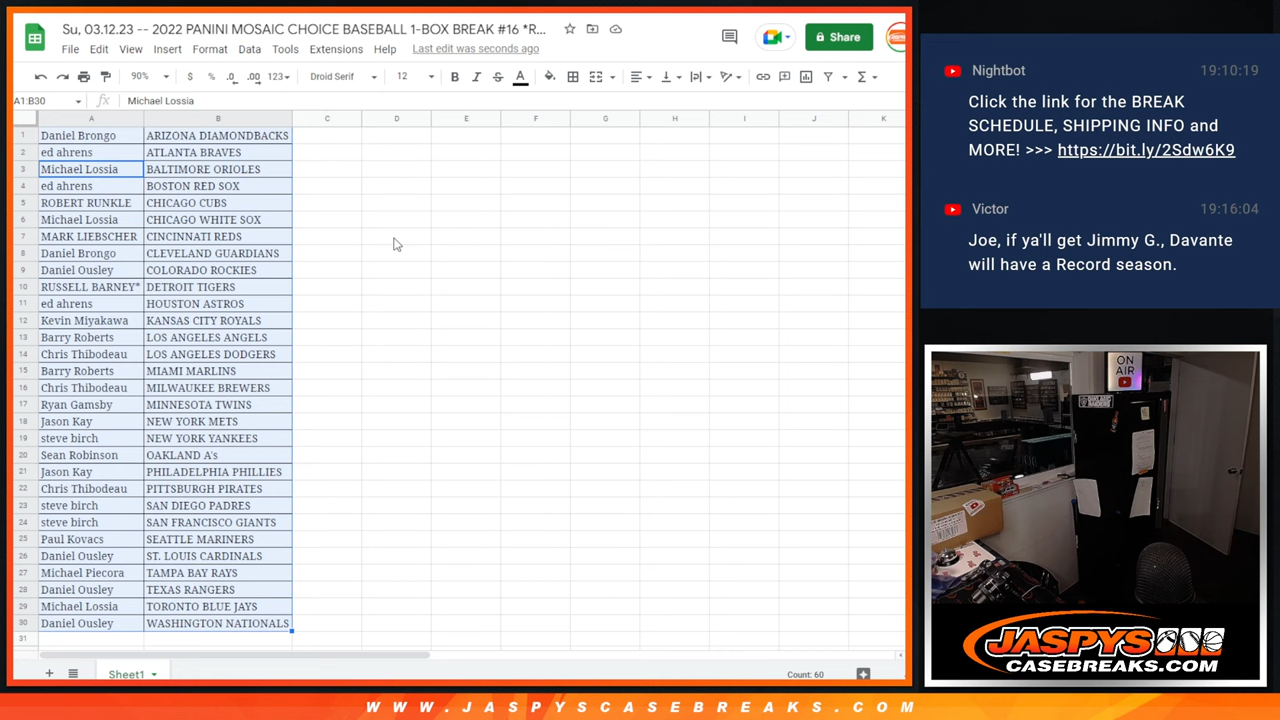 Su, 03.12.23 -- 2022 PANINI MOSAIC CHOICE BASEBALL 1-BOX BREAK #16 *R
File Edit View Insert Format Data Tools Extensions Help Last edit was seconds ago
Share
90% $ % .0 .00 123 Droid Serif 12 B I S A
A1:B30 fx Michael Lossia
A B C D E F G H I J K
1 Daniel Brongo ARIZONA DIAMONDBACKS
2 ed ahrens ATLANTA BRAVES
3 Michael Lossia BALTIMORE ORIOLES
4 ed ahrens BOSTON RED SOX
5 ROBERT RUNKLE CHICAGO CUBS
6 Michael Lossia CHICAGO WHITE SOX
7 MARK LIEBSCHER CINCINNATI REDS
8 Daniel Brongo CLEVELAND GUARDIANS
9 Daniel Ousley COLORADO ROCKIES
10 RUSSELL BARNEY* DETROIT TIGERS
11 ed ahrens HOUSTON ASTROS
12 Kevin Miyakawa KANSAS CITY ROYALS
13 Barry Roberts LOS ANGELES ANGELS
14 Chris Thibodeau LOS ANGELES DODGERS
15 Barry Roberts MIAMI MARLINS
16 Chris Thibodeau MILWAUKEE BREWERS
17 Ryan Gamsby MINNESOTA TWINS
18 Jason Kay NEW YORK METS
19 steve birch NEW YORK YANKEES
20 Sean Robinson OAKLAND A's
21 Jason Kay PHILADELPHIA PHILLIES
22 Chris Thibodeau PITTSBURGH PIRATES
23 steve birch SAN DIEGO PADRES
24 steve birch SAN FRANCISCO GIANTS
25 Paul Kovacs SEATTLE MARINERS
26 Daniel Ousley ST. LOUIS CARDINALS
27 Michael Piecora TAMPA BAY RAYS
28 Daniel Ousley TEXAS RANGERS
29 Michael Lossia TORONTO BLUE JAYS
30 Daniel Ousley WASHINGTON NATIONALS
31
Sheet1 Count: 60
Nightbot 19:10:19
Click the link for the BREAK
SCHEDULE, SHIPPING INFO and
MORE! >>> https://bit.ly/2Sdw6K9
Victor 19:16:04
Joe, if ya'll get Jimmy G., Davante
will have a Record season.
ON
AIR
JASPYS
CASEBREAKS.COM
WWW.JASPYSCASEBREAKS.COM